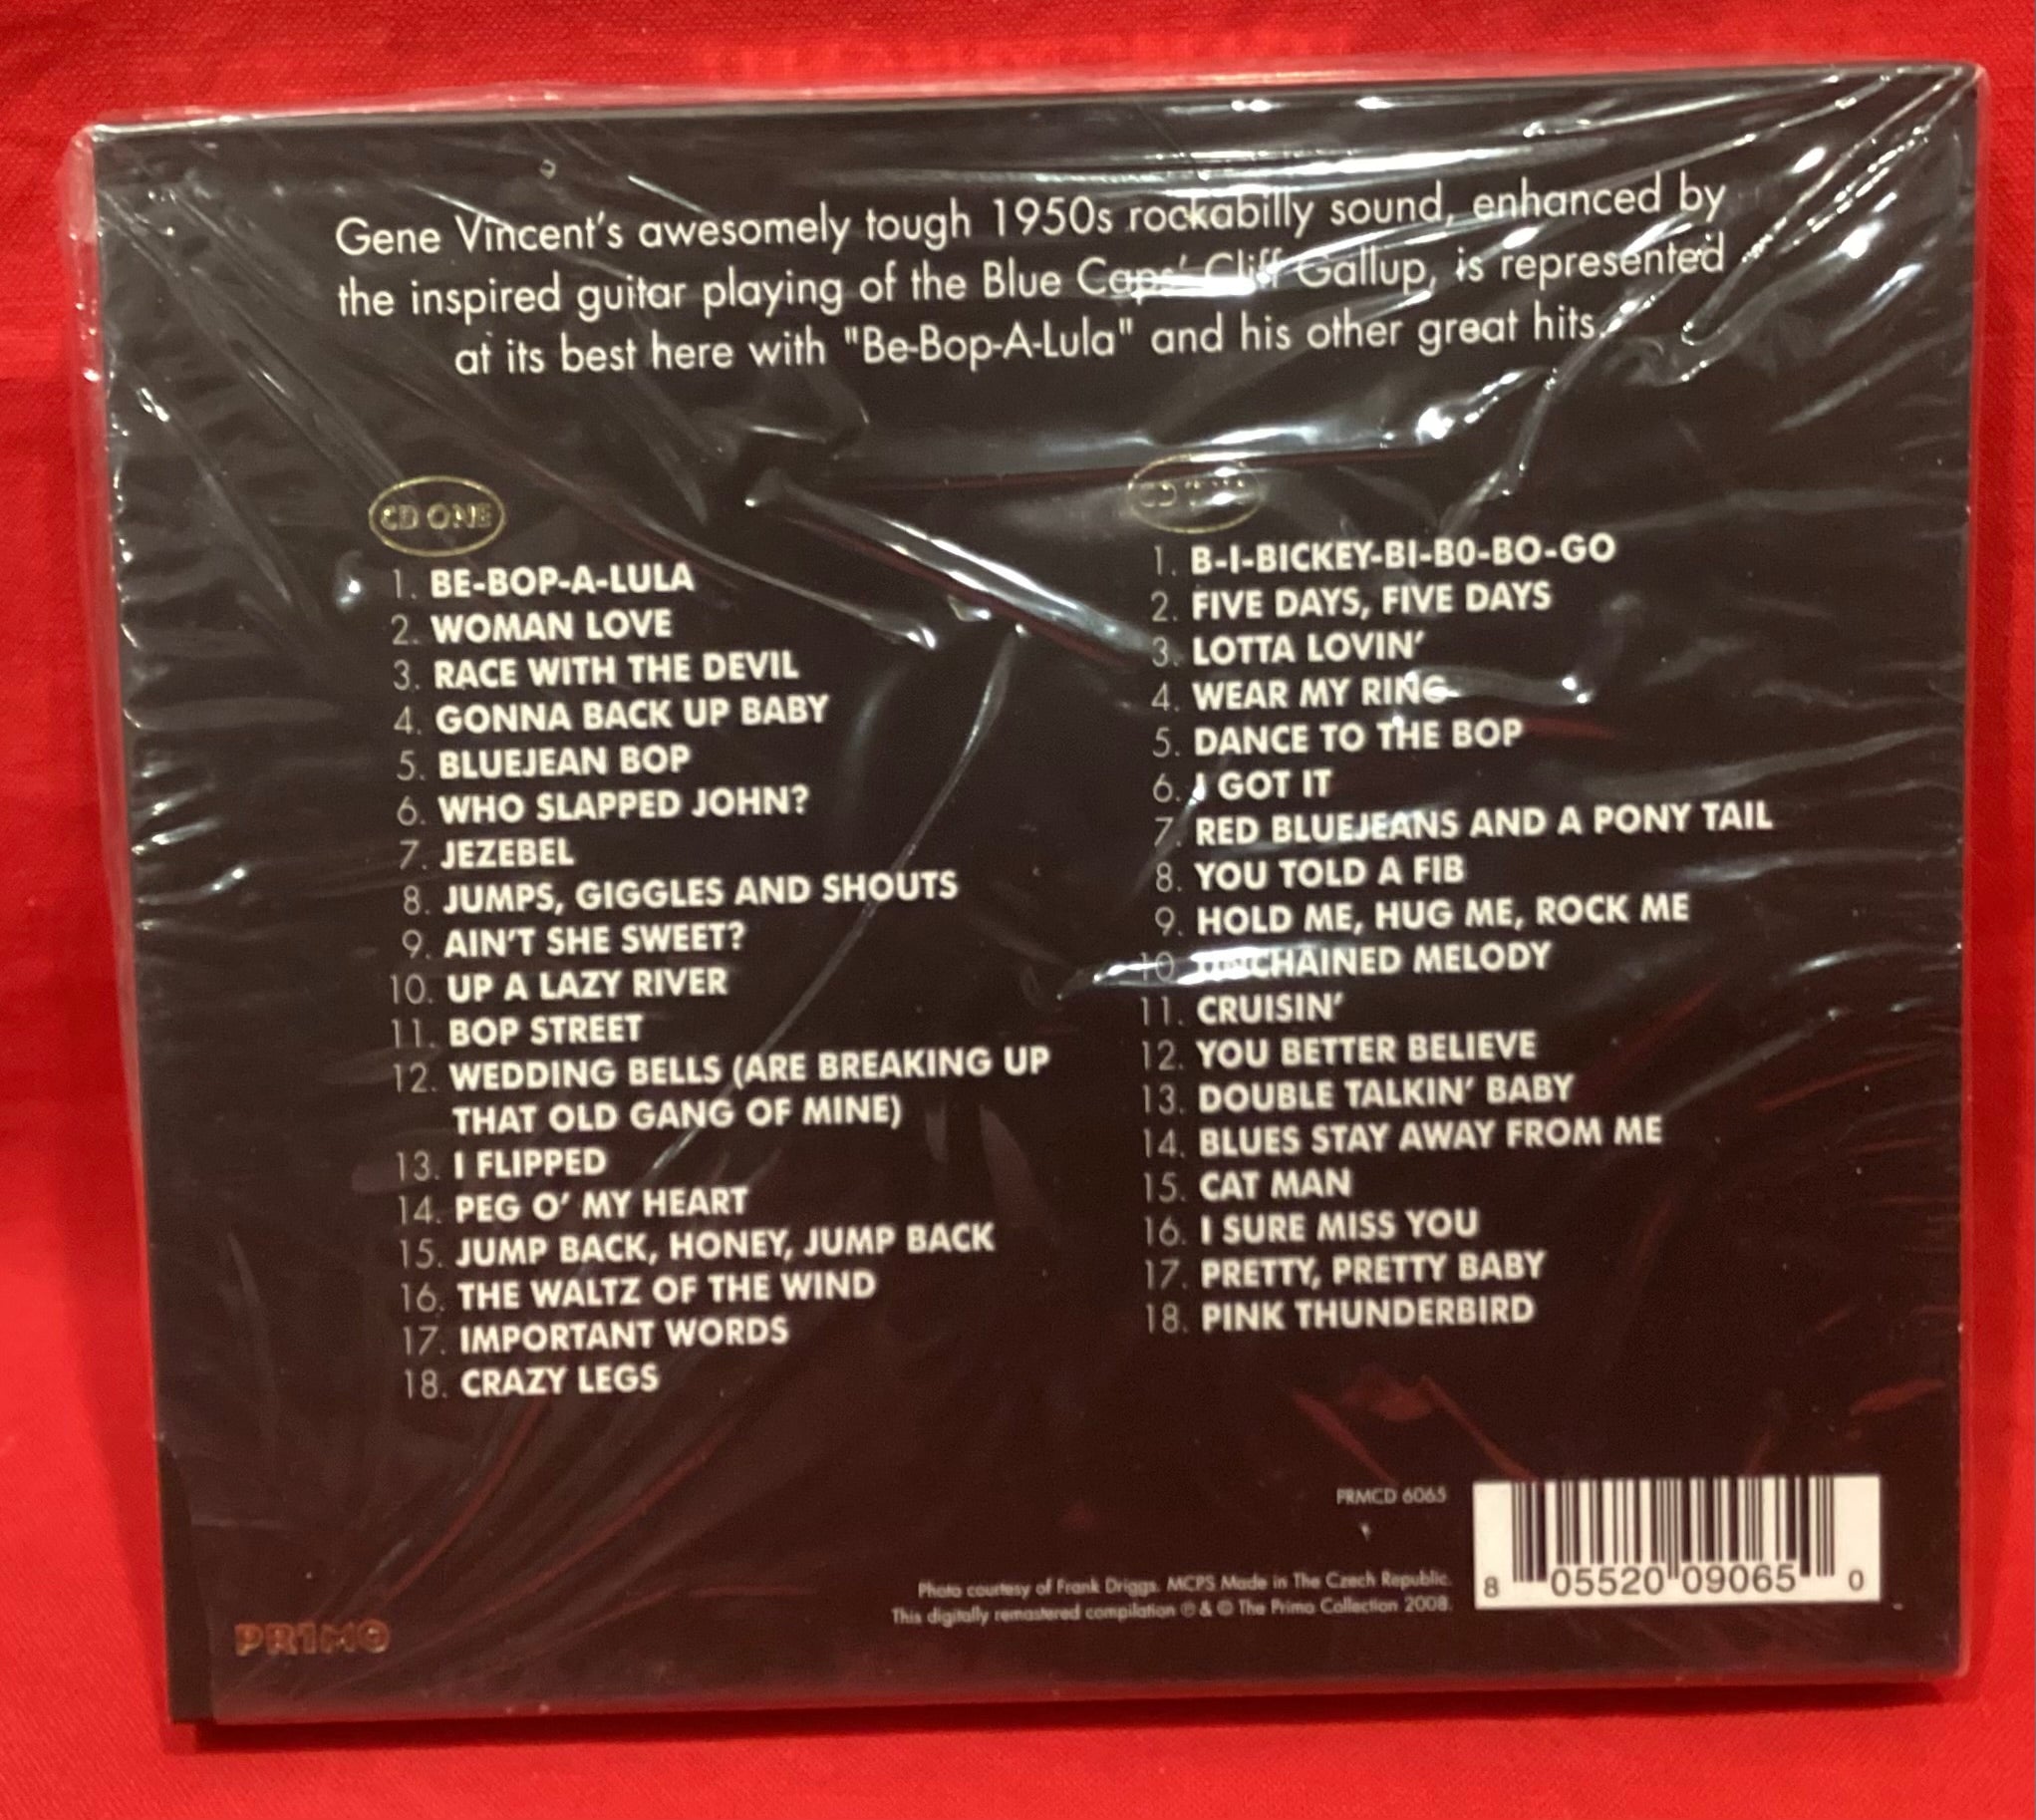 Gene Vincent's awesomely tough 1950s rockabilly sound, enhanced by
the inspired guitar playing of the Blue Caps' Cliff Gallup, is represented
at its best here with "Be-Bop-A-Lula" and his other great hits.
CD ONE
1. BE-BOP-A-LULA
2. WOMAN LOVE
3. RACE WITH THE DEVIL
4. GONNA BACK UP BABY
5. BLUEJEAN BOP
6. WHO SLAPPED JOHN?
7. JEZEBEL
8. JUMPS, GIGGLES AND SHOUTS
9. AIN'T SHE SWEET?
10. UP A LAZY RIVER
11. BOP STREET
12. WEDDING BELLS (ARE BREAKING UP
THAT OLD GANG OF MINE)
13. I FLIPPED
14. PEG O' MY HEART
15. JUMP BACK, HONEY, JUMP BACK
16. THE WALTZ OF THE WIND
17. IMPORTANT WORDS
18. CRAZY LEGS
CD
1. B-I-BICKEY-BI-B0-BO-GO
2. FIVE DAYS, FIVE DAYS
3. LOTTA LOVIN'
4. WEAR MY RING
5. DANCE TO THE BOP
6. I GOT IT
7. RED BLUEJEANS AND A PONY TAIL
8. YOU TOLD A FIB
9. HOLD ME, HUG ME, ROCK ME
10. UNCHAINED MELODY
11. CRUISIN'
12. YOU BETTER BELIEVE
13. DOUBLE TALKIN' BABY
14. BLUES STAY AWAY FROM ME
15. CAT MAN
16. I SURE MISS YOU
17. PRETTY, PRETTY BABY
18. PINK THUNDERBIRD
PRMCD 6065
Photo courtesy of Frank Driggs. MCPS Made in The Czech Republic.
This digitally remastered compilation ℗ & © The Primo Collection 2008.
8 05520 09065 0
PR1MO